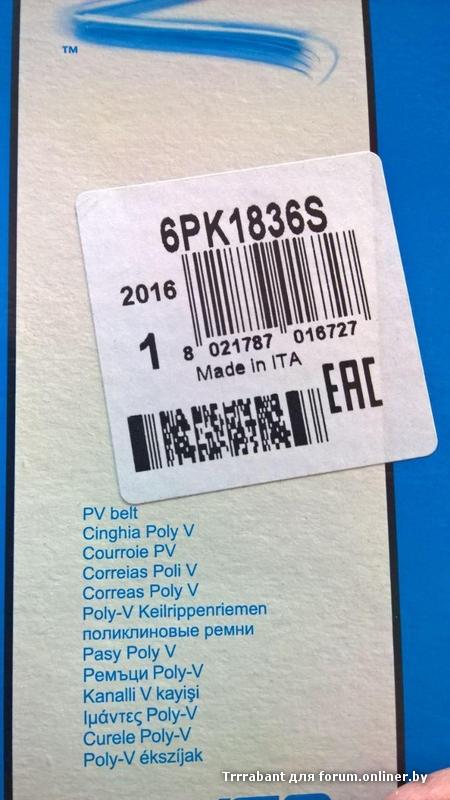 TM
6PK1836S
2016
1
8 021787 016727
Made in ITA
EAC
PV belt
Cinghia Poly V
Courroie PV
Correias Poli V
Correas Poly V
Poly-V Keilrippenriemen
поликлиновые ремни
Pasy Poly V
Ремъци Poly-V
Kanalli V kayişi
Ιμάντες Poly-V
Curele Poly-V
Poly-V ékszíjak
Trrrabant для forum.onliner.by